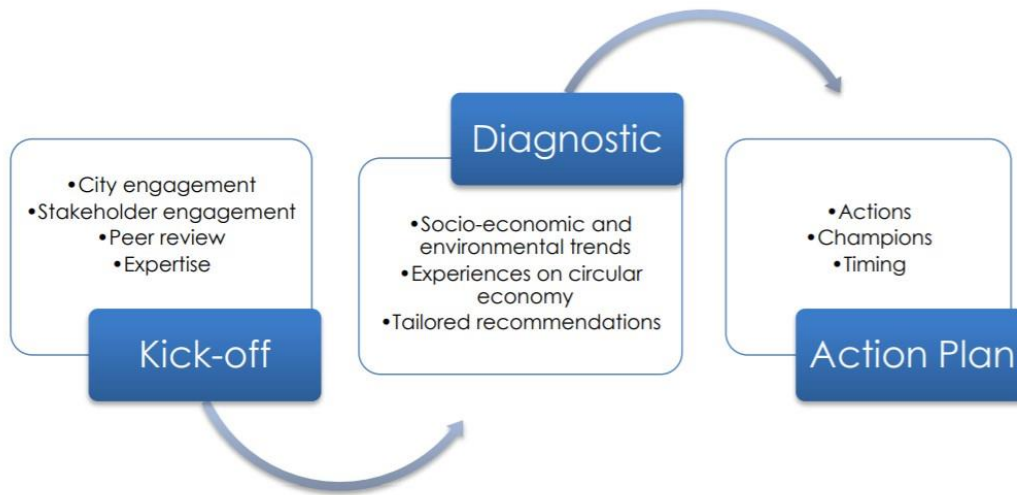 •City engagement
•Stakeholder engagement
•Peer review
•Expertise
Kick-off
Diagnostic
•Socio-economic and
environmental trends
•Experiences on circular
economy
•Tailored recommendations
•Actions
•Champions
•Timing
Action Plan